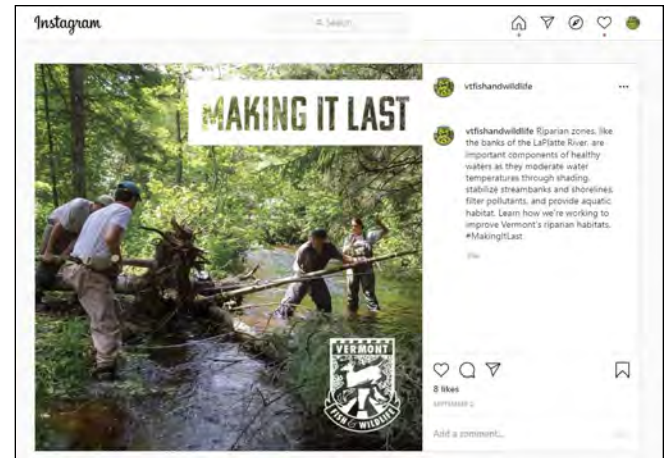 Instagram
Search
MAKING IT LAST
vtfishandwildlife
vtfishandwildlife Riparian zones, like
the banks of the LaPlatte River, are
important components of healthy
waters as they moderate water
temperatures through shading,
stabilize streambanks and shorelines,
filter pollutants, and provide aquatic
habitat. Learn how we're working to
improve Vermont's riparian habitats.
#MakingItLast
VERMONT
FISH & WILDLIFE
8 likes
SEPTEMBER 2
Add a comment...